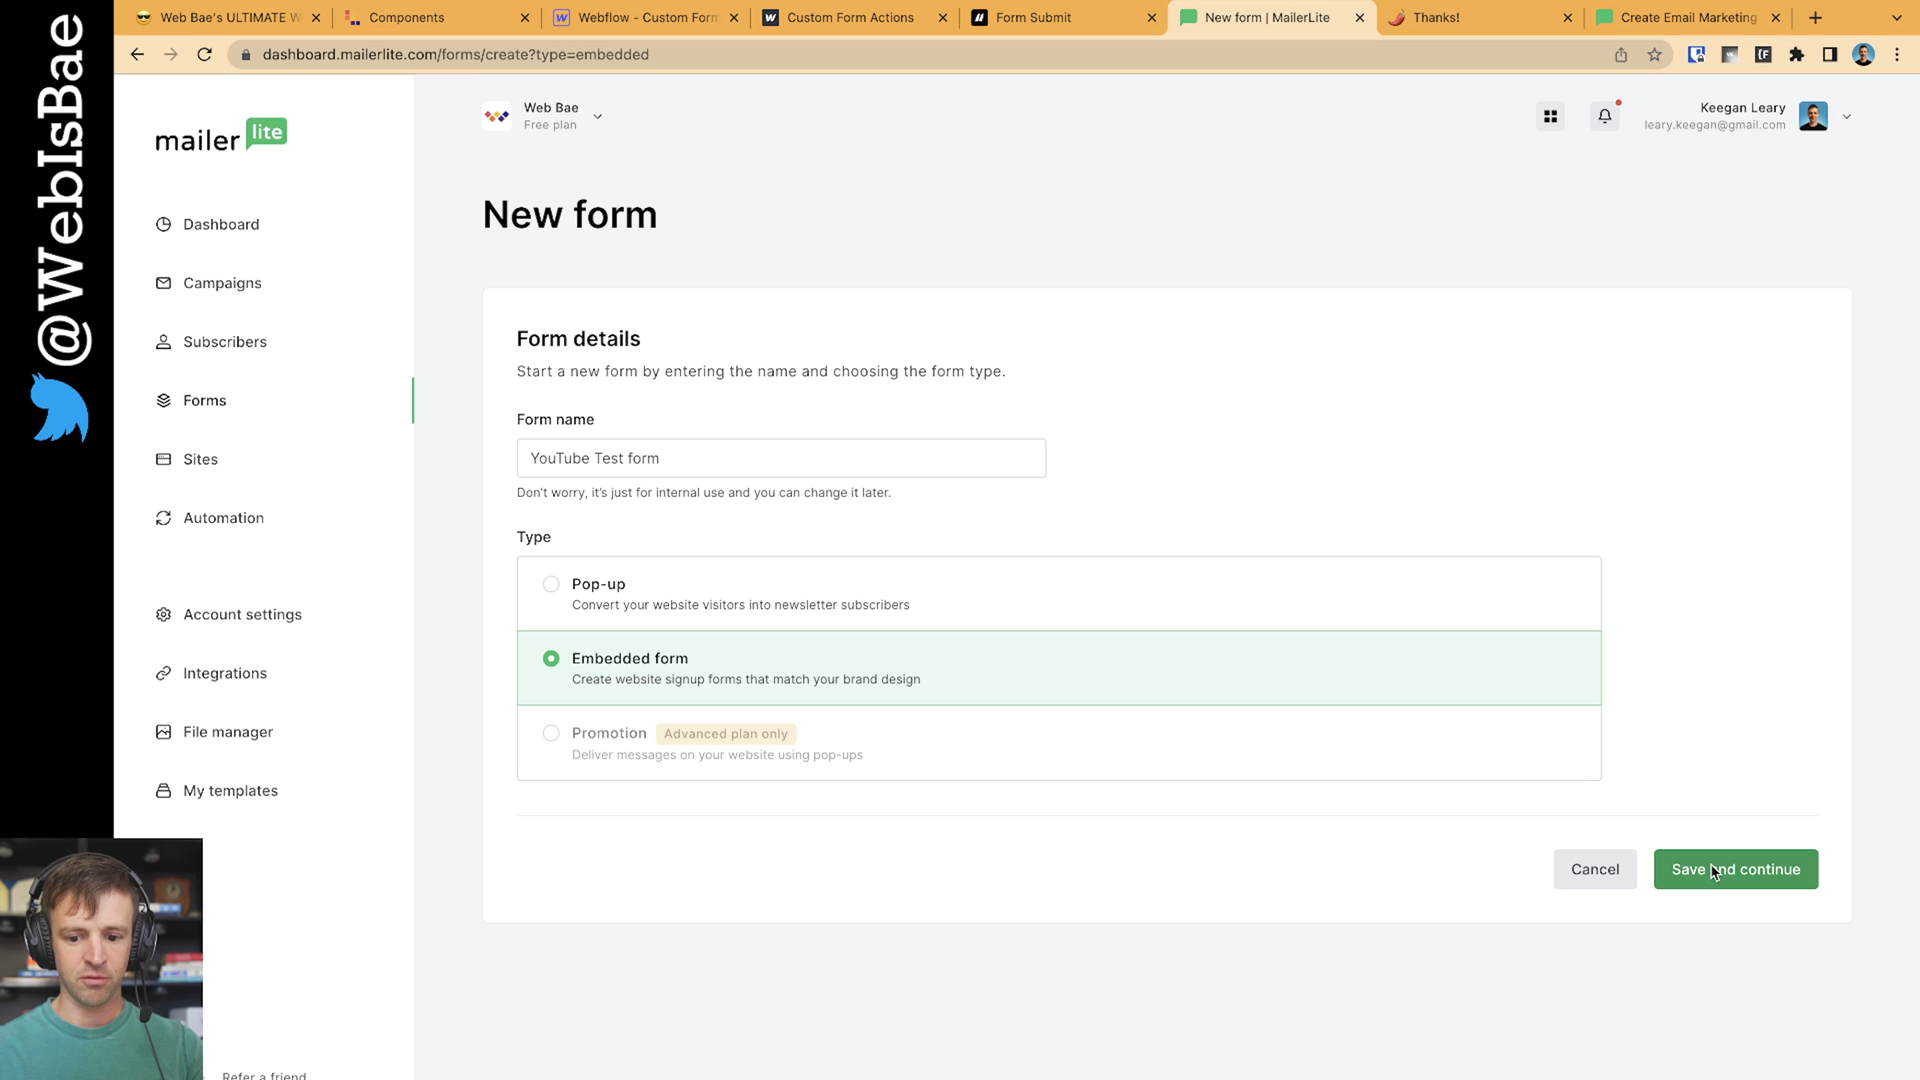 Web Bae's ULTIMATE W
Components
Webflow - Custom Form
Custom Form Actions
Form Submit
New form | MailerLite
Thanks!
Create Email Marketing
dashboard.mailerlite.com/forms/create?type=embedded
@WebIsBae
mailer lite
Web Bae
Free plan
Keegan Leary
leary.keegan@gmail.com
Dashboard
Campaigns
Subscribers
Forms
Sites
Automation
Account settings
Integrations
File manager
My templates
Refer a friend
New form
Form details
Start a new form by entering the name and choosing the form type.
Form name
YouTube Test form
Don't worry, it's just for internal use and you can change it later.
Type
Pop-up
Convert your website visitors into newsletter subscribers
Embedded form
Create website signup forms that match your brand design
Promotion Advanced plan only
Deliver messages on your website using pop-ups
Cancel
Save and continue